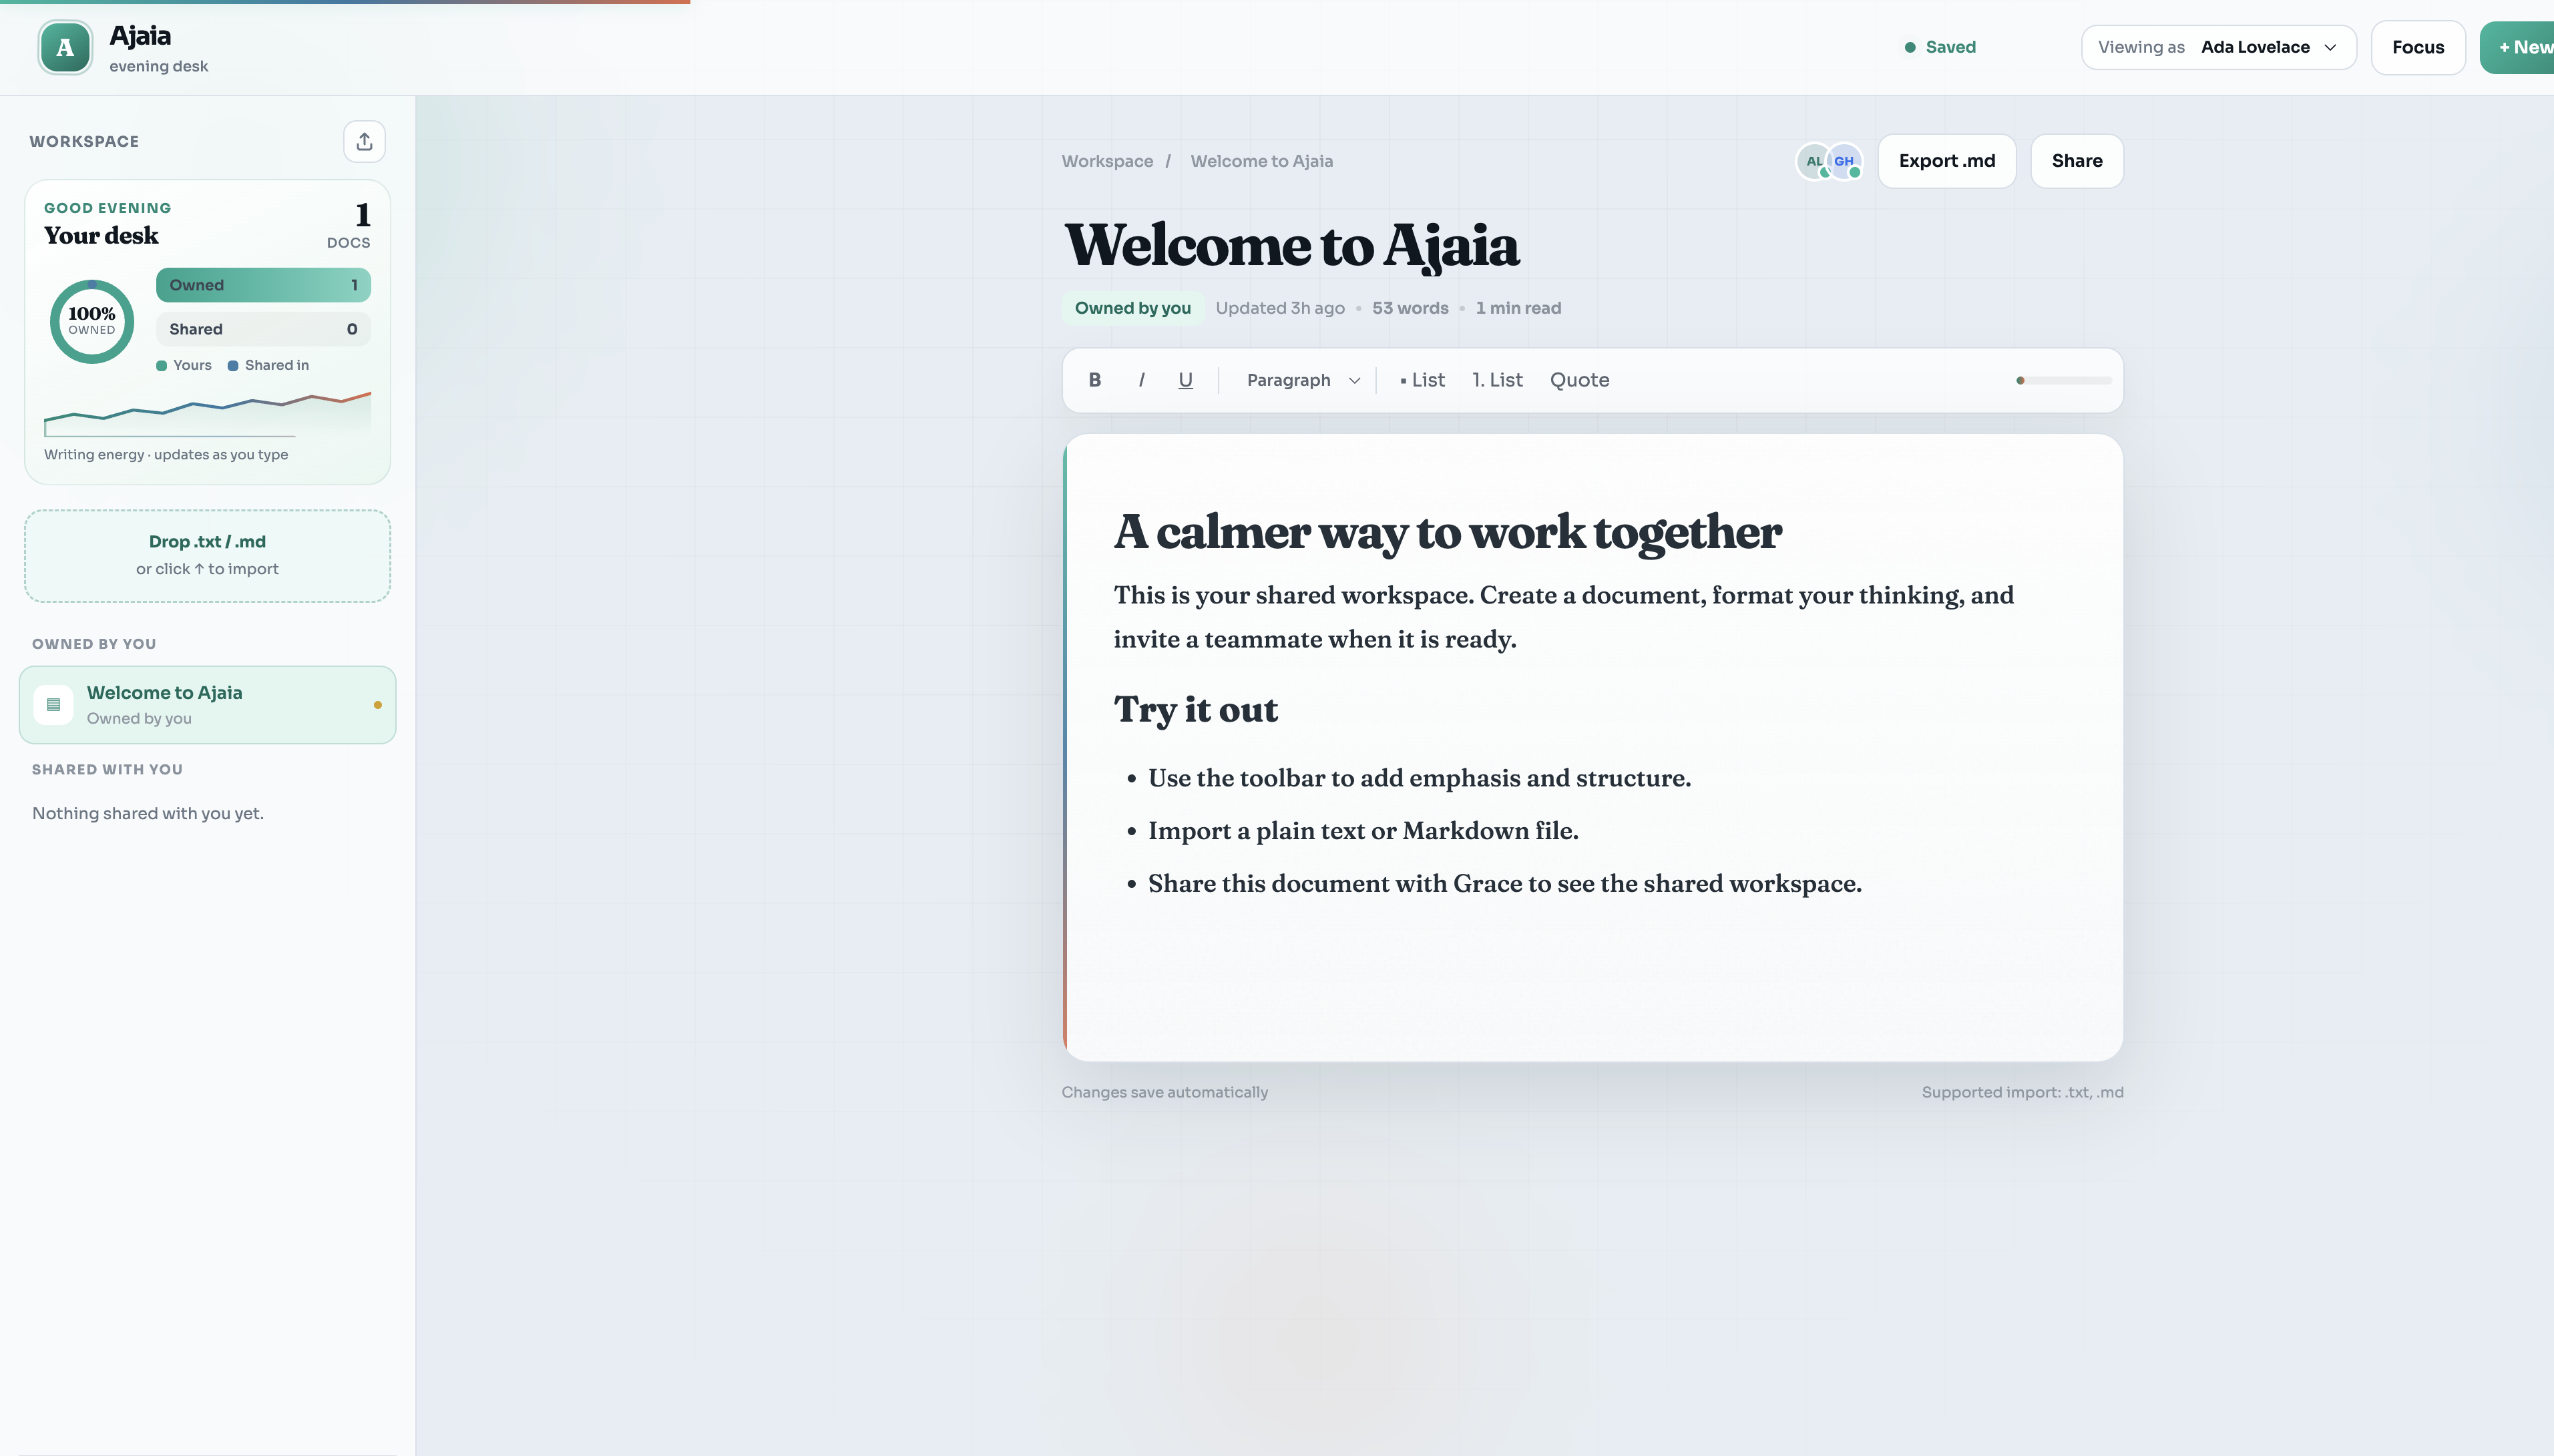 A
Ajaia
evening desk
Saved
Viewing as Ada Lovelace
Focus
+ New
WORKSPACE
GOOD EVENING
Your desk
1
DOCS
100%
OWNED
Owned 1
Shared 0
Yours Shared in
Writing energy · updates as you type
Drop .txt / .md
or click ↑ to import
OWNED BY YOU
Welcome to Ajaia
Owned by you
SHARED WITH YOU
Nothing shared with you yet.
Workspace / Welcome to Ajaia
AL GH
Export .md
Share
Welcome to Ajaia
Owned by you Updated 3h ago • 53 words • 1 min read
B I U Paragraph ▪ List 1. List Quote
A calmer way to work together
This is your shared workspace. Create a document, format your thinking, and
invite a teammate when it is ready.
Try it out
• Use the toolbar to add emphasis and structure.
• Import a plain text or Markdown file.
• Share this document with Grace to see the shared workspace.
Changes save automatically
Supported import: .txt, .md